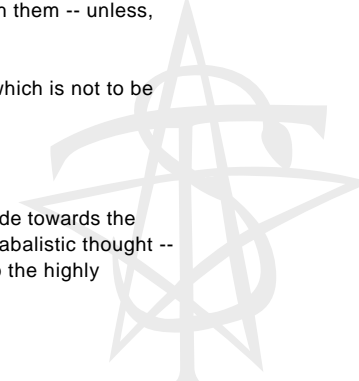 n them -- unless,
which is not to be
de towards the
abalistic thought --
the highly